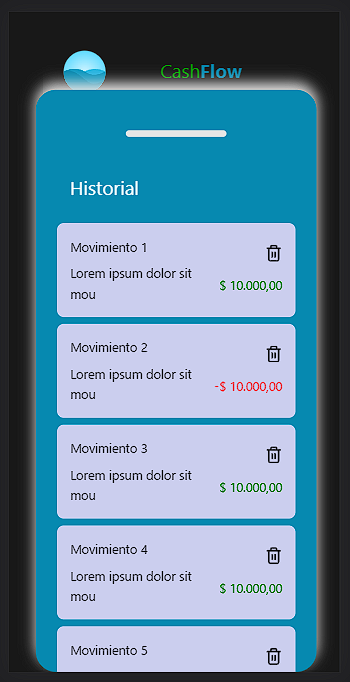 CashFlow
Historial
Movimiento 1
Lorem ipsum dolor sit
mou
$ 10.000,00
Movimiento 2
Lorem ipsum dolor sit
mou
-$ 10.000,00
Movimiento 3
Lorem ipsum dolor sit
mou
$ 10.000,00
Movimiento 4
Lorem ipsum dolor sit
mou
$ 10.000,00
Movimiento 5